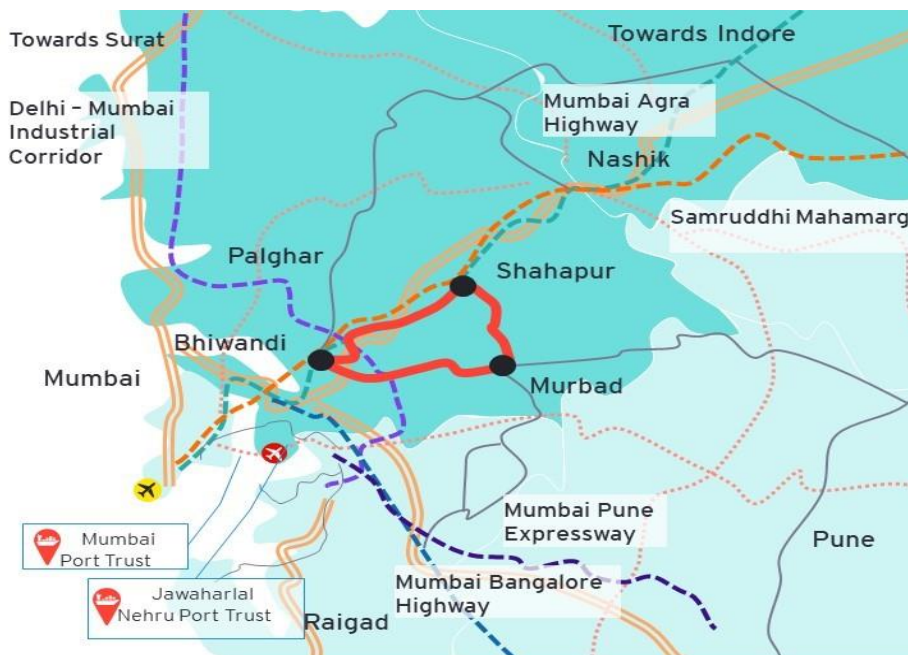 Towards Surat
Towards Indore
Delhi – Mumbai
Industrial
Corridor
Mumbai Agra
Highway
Nashik
Samruddhi Mahamarg
Palghar
Shahapur
Bhiwandi
Mumbai
Murbad
Mumbai Pune
Expressway
Pune
Mumbai
Port Trust
Mumbai Bangalore
Highway
Jawaharlal
Nehru Port Trust
Raigad